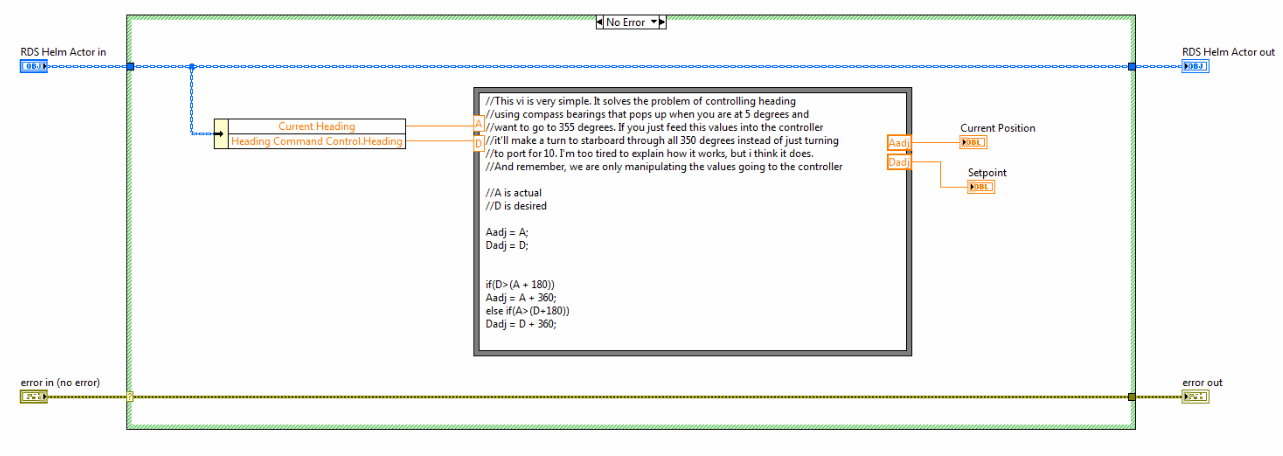 No Error
RDS Helm Actor in
OBJ
RDS Helm Actor out
OBJ
Current Heading
Heading Command Control.Heading
A
D
//This vi is very simple. It solves the problem of controlling heading
//using compass bearings that pops up when you are at 5 degrees and
//want to go to 355 degrees. If you just feed this values into the controller
//it'll make a turn to starboard through all 350 degrees instead of just turning
//to port for 10. I'm too tired to explain how it works, but i think it does.
//And remember, we are only manipulating the values going to the controller
//A is actual
//D is desired
Aadj = A;
Dadj = D;
if(D>(A + 180))
Aadj = A + 360;
else if(A>(D+180))
Dadj = D + 360;
Aadj
Dadj
Current Position
DBL
Setpoint
DBL
error in (no error)
?
error out